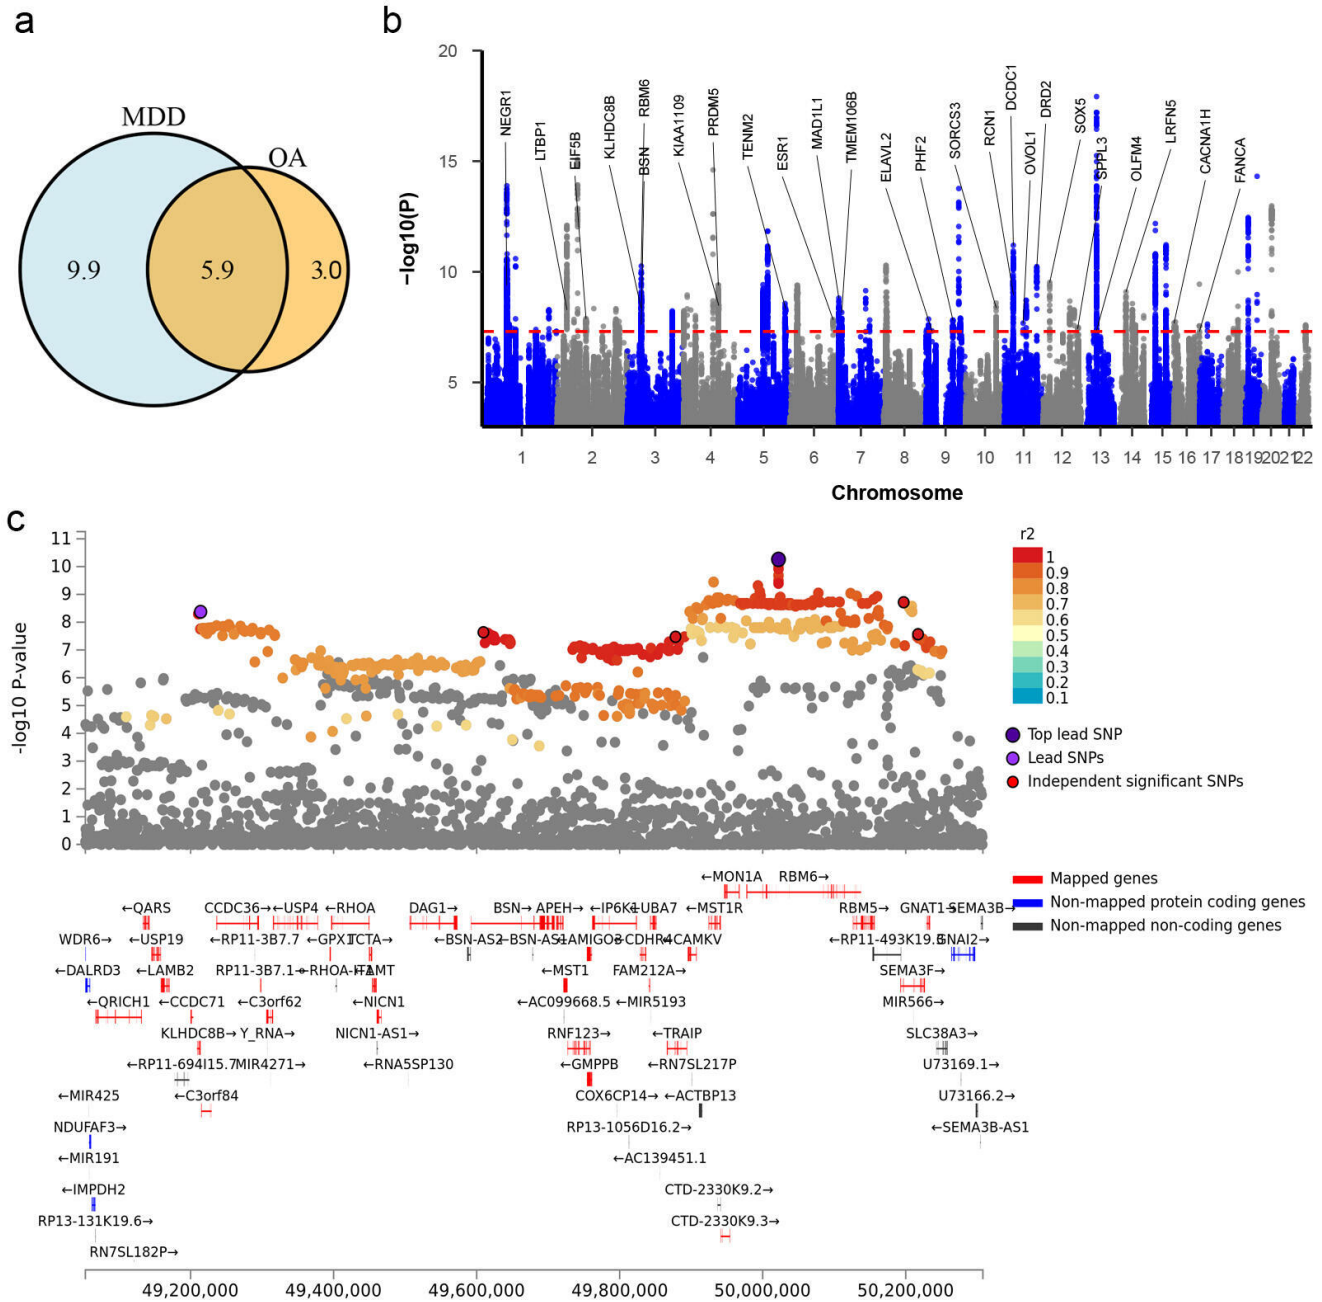 a
MDD
OA
9.9
5.9
3.0
b
20
15
10
5
−log10(P)
NEGR1
LTBP1
EIF5B
KLHDC8B
RBM6
BSN
KIAA1109
PRDM5
TENM2
ESR1
MAD1L1
TMEM106B
ELAVL2
PHF2
SORCS3
RCN1
DCDC1
OVOL1
DRD2
SOX5
SPPL3
OLFM4
LRFN5
CACNA1H
FANCA
1 2 3 4 5 6 7 8 9 10 11 12 13 14 15 16 17 18 19 20 21 22
Chromosome
c
11
10
9
8
7
6
5
4
3
2
1
0
-log10 P-value
r2
1
0.9
0.8
0.7
0.6
0.5
0.4
0.3
0.2
0.1
Top lead SNP
Lead SNPs
Independent significant SNPs
Mapped genes
Non-mapped protein coding genes
Non-mapped non-coding genes
←MON1A RBM6→
←QARS CCDC36→ ←USP4 ←RHOA DAG1→ BSN→ APEH→ ←IP6K1 ←UBA7 ←MST1R RBM5→ GNAT1→ SEMA3B→
WDR6→ ←USP19 ←RP11-3B7.7 ←GPX1 TCTA→ ←BSN-AS2 ←BSN-AS1 ←AMIGO3 ←CDHR4 ←CAMKV ←RP11-493K19.3 GNAI2→
←DALRD3 ←LAMB2 RP11-3B7.1→ ←RHOA-IT1 ←AMT ←MST1 FAM212A→ SEMA3F→
←QRICH1 ←CCDC71 ←C3orf62 ←NICN1 ←AC099668.5 ←MIR5193 MIR566→
KLHDC8B→ Y_RNA→ NICN1-AS1→ RNF123→ ←TRAIP SLC38A3→
←RP11-694I15.7 MIR4271→ ←RNA5SP130 ←GMPPB ←RN7SL217P U73169.1→
←MIR425 ←C3orf84 COX6CP14→ ←ACTBP13 U73166.2→
NDUFAF3→ RP13-1056D16.2→ ←SEMA3B-AS1
←MIR191 ←AC139451.1
←IMPDH2 CTD-2330K9.2→
RP13-131K19.6→ CTD-2330K9.3→
RN7SL182P→
49,200,000 49,400,000 49,600,000 49,800,000 50,000,000 50,200,000